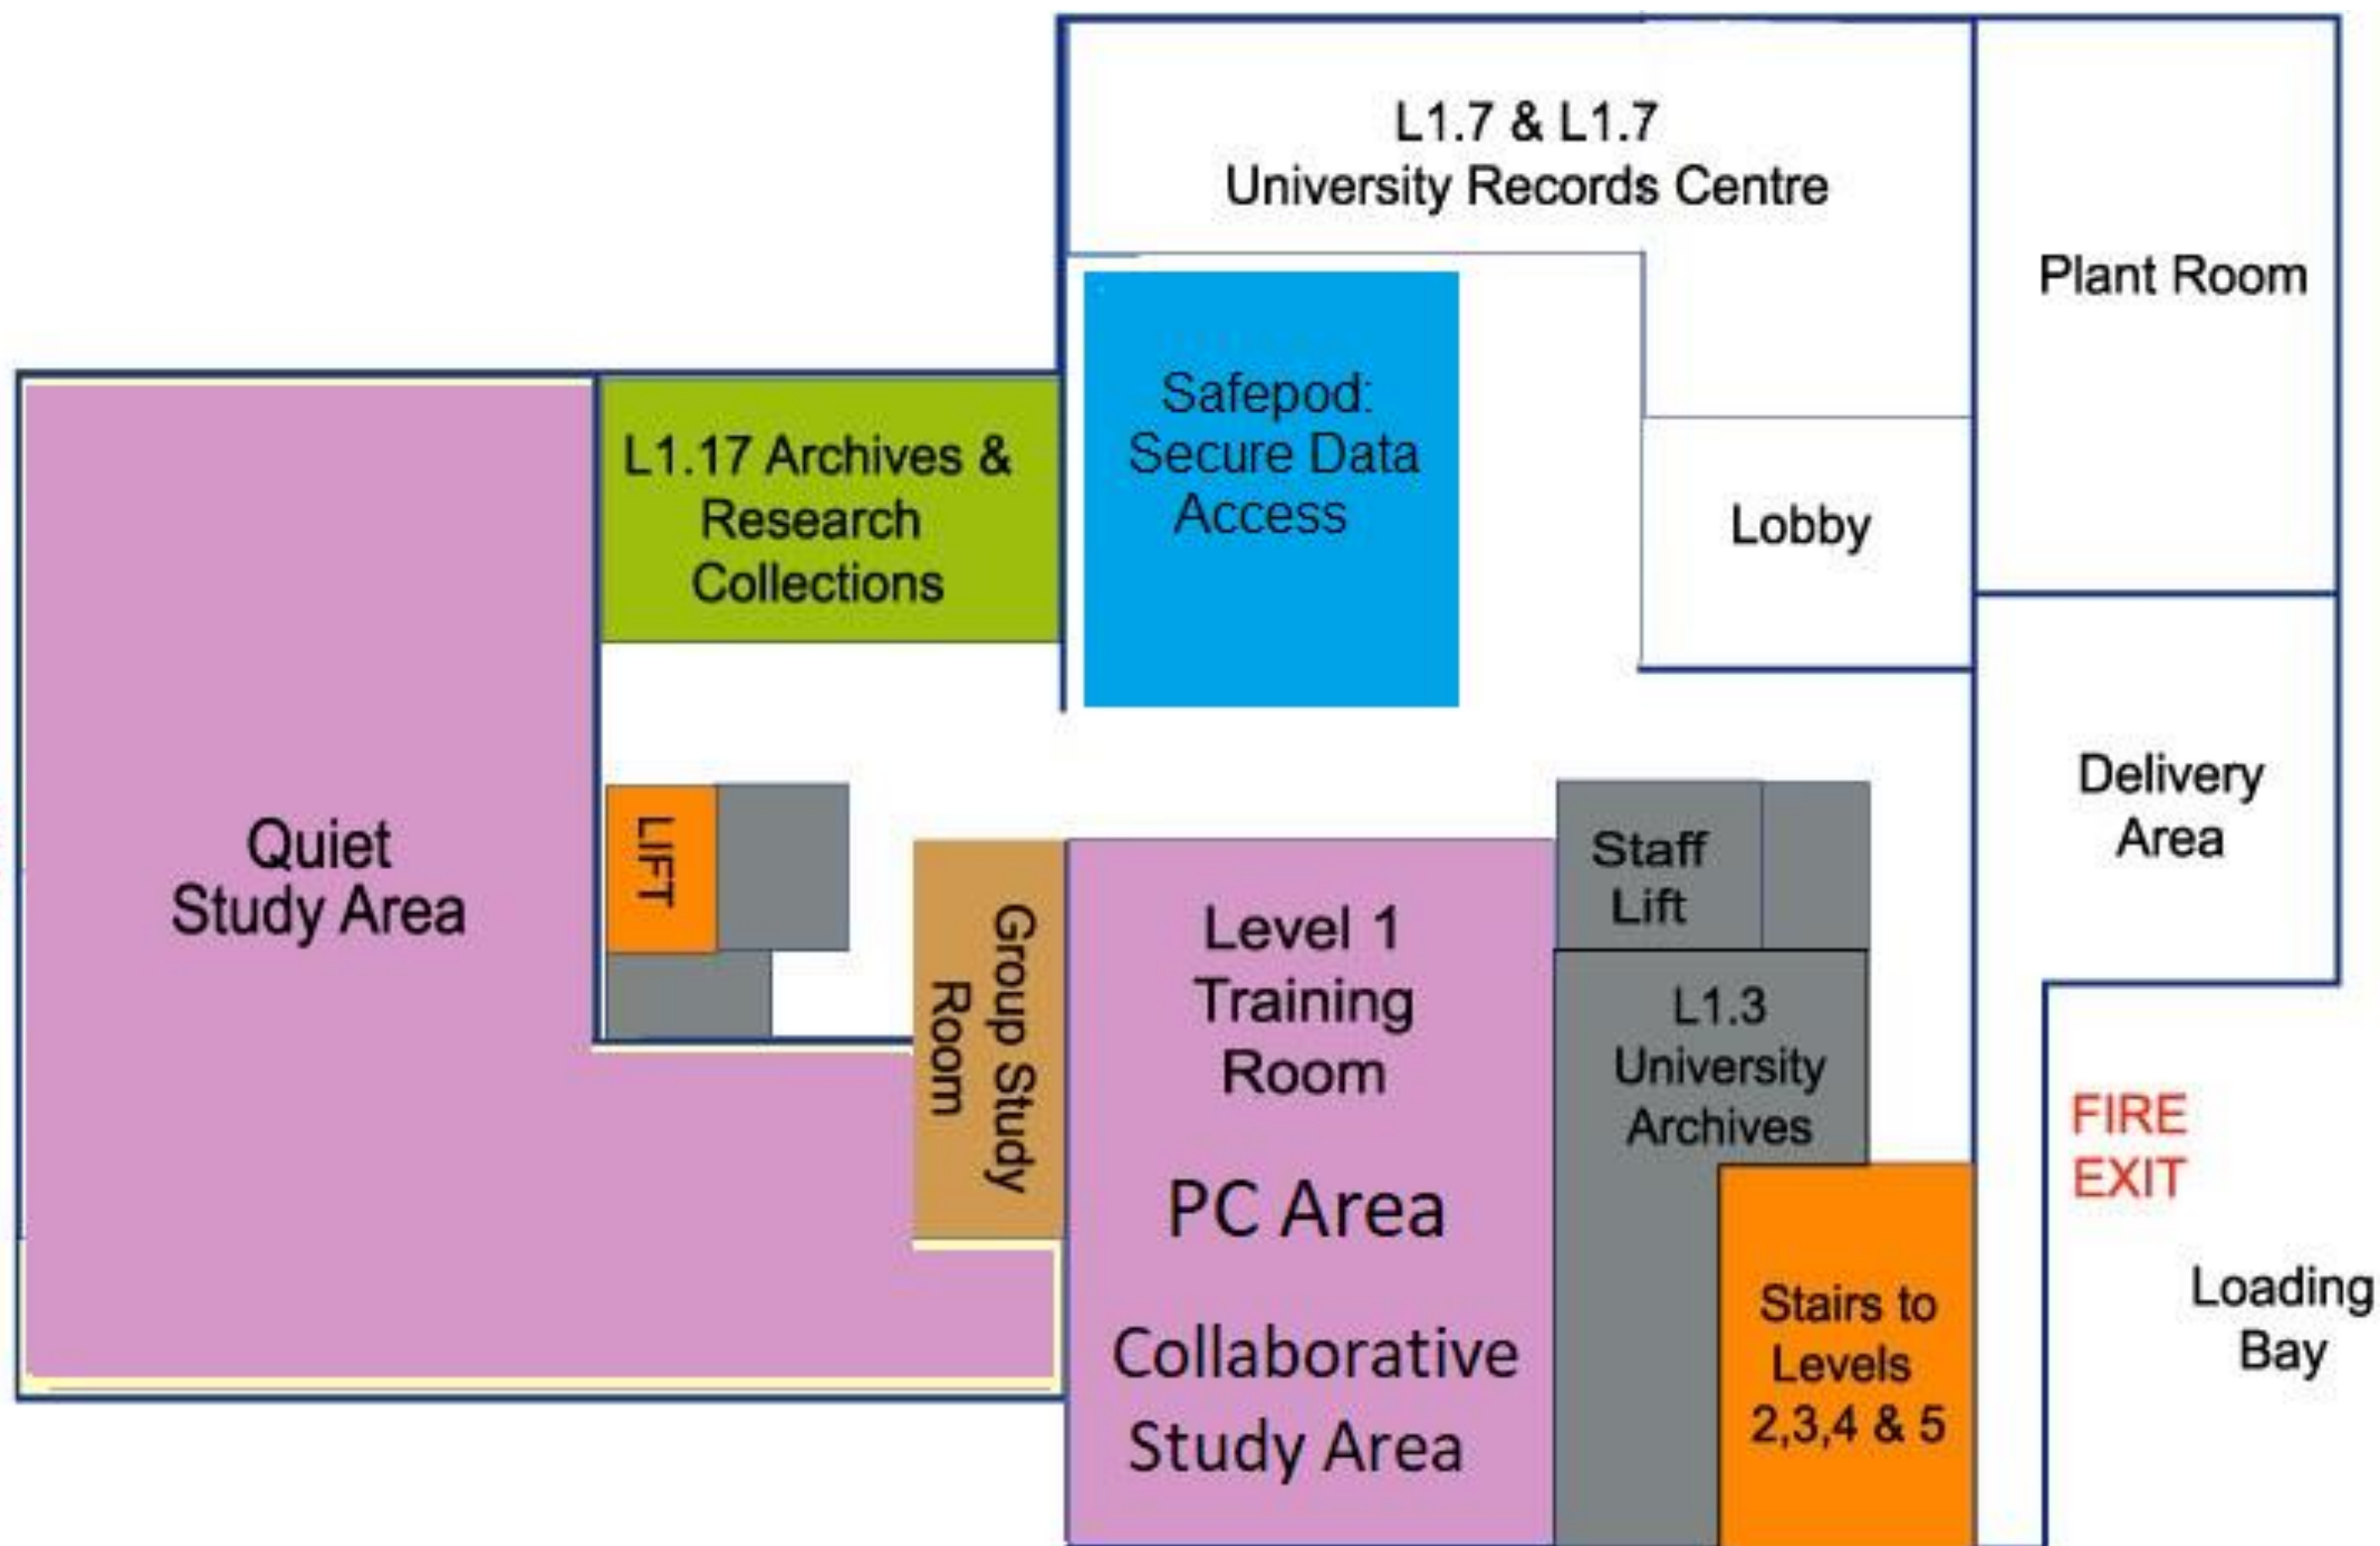 L1.7 & L1.7
University Records Centre
Plant Room
Safepod:
Secure Data
Access
L1.17 Archives &
Research
Collections
Lobby
Delivery
Area
Quiet
Study Area
LIFT
Group Study
Room
Level 1
Training
Room
PC Area
Collaborative
Study Area
Staff
Lift
L1.3
University
Archives
Stairs to
Levels
2,3,4 & 5
FIRE
EXIT
Loading
Bay